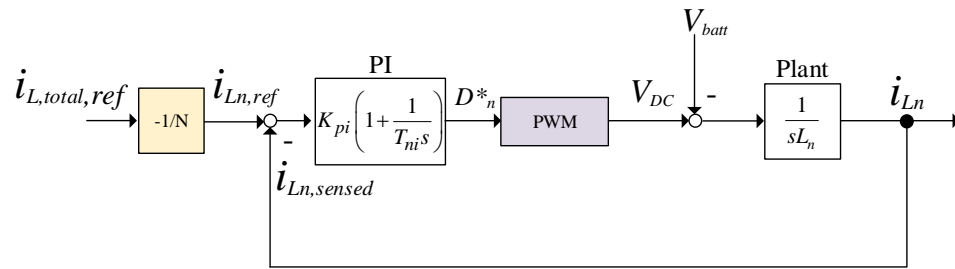 V_batt
PI
Plant
i_L,total,ref
-1/N
i_Ln,ref
-
K_pi(1+1/(T_ni s))
D*_n
PWM
V_DC
-
1/(sL_n)
i_Ln
i_Ln,sensed